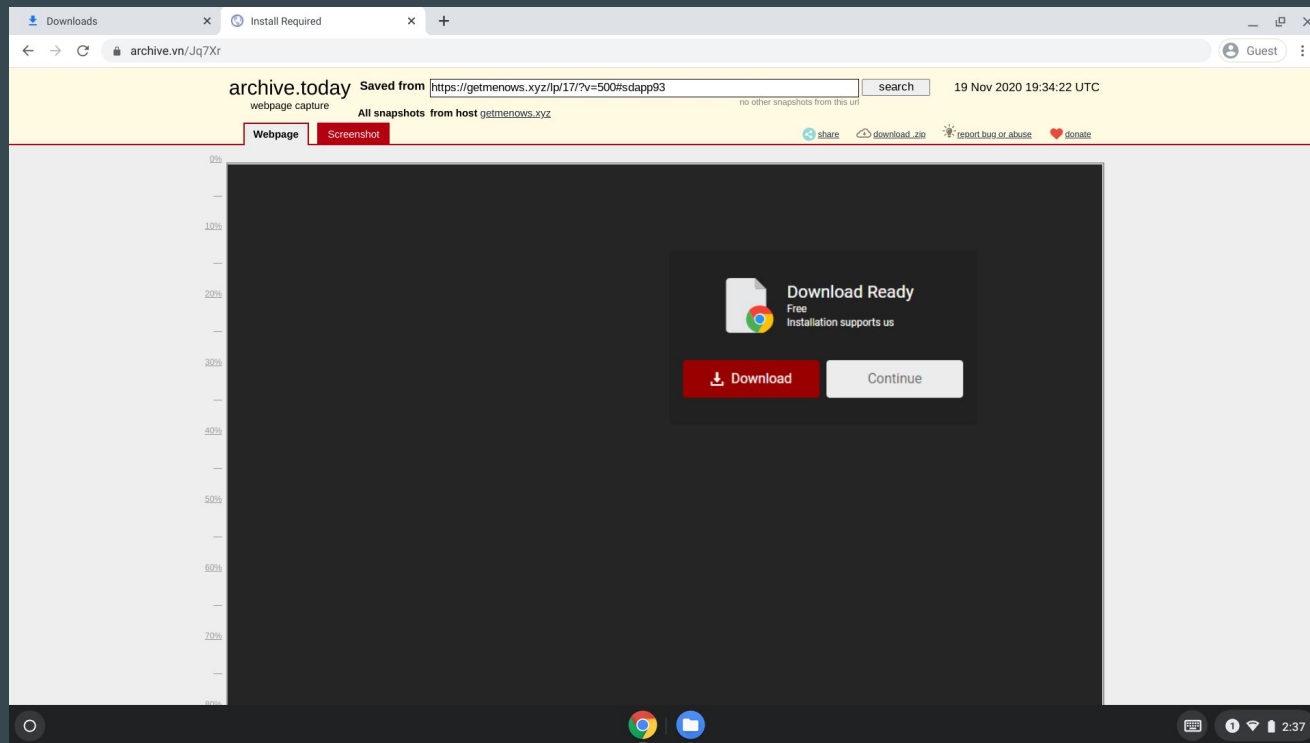 Downloads
Install Required
archive.vn/Jq7Xr
Guest
archive.today
webpage capture
Saved from https://getmenows.xyz/lp/17/?v=500#sdapp93 search 19 Nov 2020 19:34:22 UTC
no other snapshots from this url
All snapshots from host getmenows.xyz
Webpage Screenshot
share download .zip report bug or abuse donate
0%
10%
20%
30%
40%
50%
60%
70%
80%
Download Ready
Free
Installation supports us
Download Continue
1 2:37